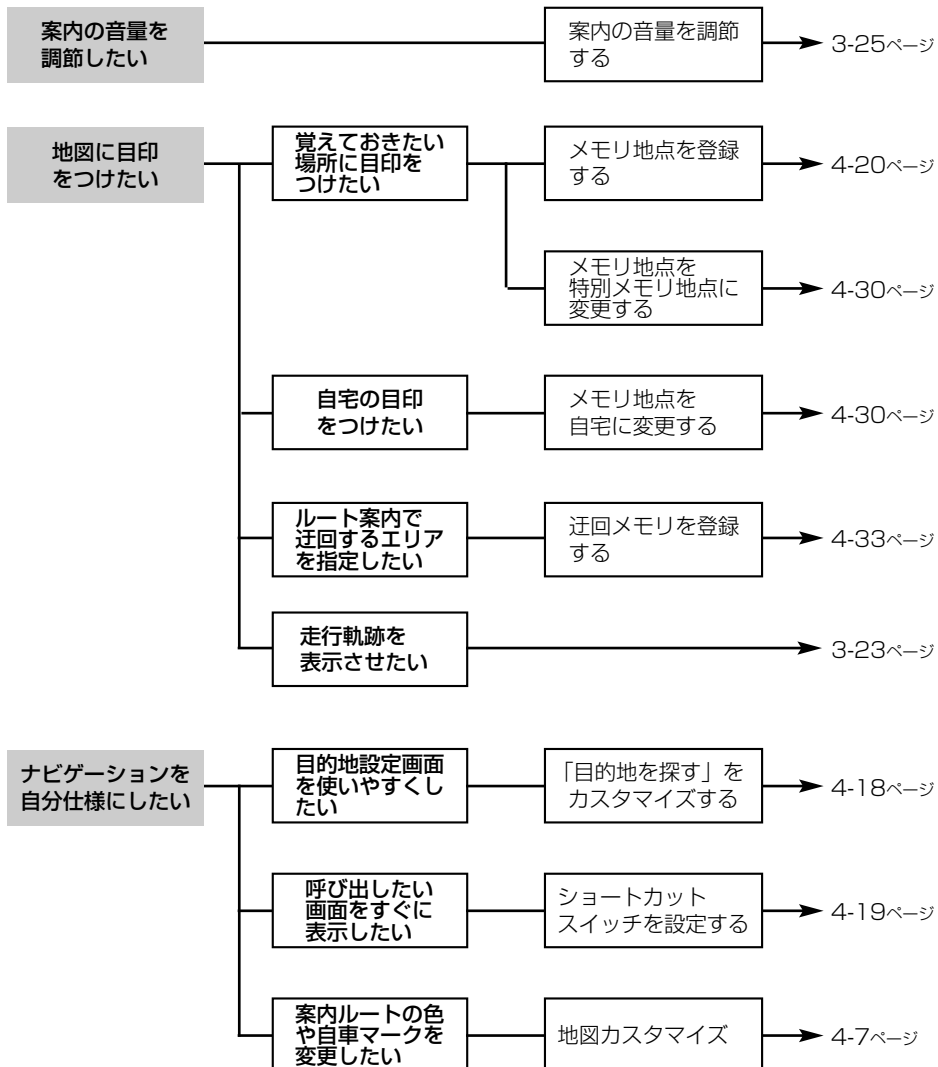 案内の音量を
調節したい
案内の音量を調節
する
3-25ページ
地図に目印
をつけたい
覚えておきたい
場所に目印を
つけたい
メモリ地点を登録
する
4-20ページ
メモリ地点を
特別メモリ地点に
変更する
4-30ページ
自宅の目印
をつけたい
メモリ地点を
自宅に変更する
4-30ページ
ルート案内で
迂回するエリア
を指定したい
迂回メモリを登録
する
4-33ページ
走行軌跡を
表示させたい
3-23ページ
ナビゲーションを
自分仕様にしたい
目的地設定画面
を使いやすくし
たい
「目的地を探す」を
カスタマイズする
4-18ページ
呼び出したい
画面をすぐに
表示したい
ショートカット
スイッチを設定する
4-19ページ
案内ルートの色
や自車マークを
変更したい
地図カスタマイズ
4-7ページ